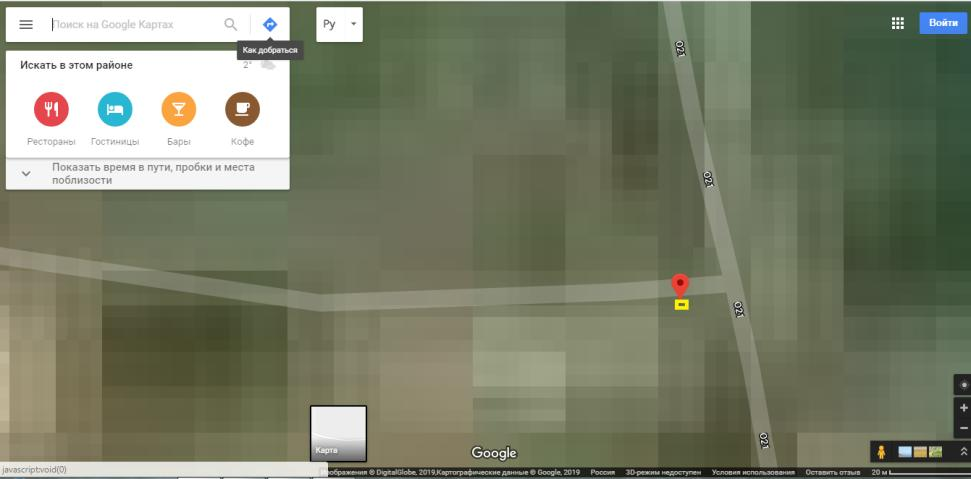 Поиск на Google Картах
Ру
Войти
Как добраться
Искать в этом районе
2°
Рестораны
Гостиницы
Бары
Кофе
Показать время в пути, пробки и места
поблизости
021
021
021
021
Карта
Google
javascript:void(0)
Изображения © DigitalGlobe, 2019,Картографические данные © Google, 2019 Россия 3D-режим недоступен Условия использования Оставить отзыв 20 м